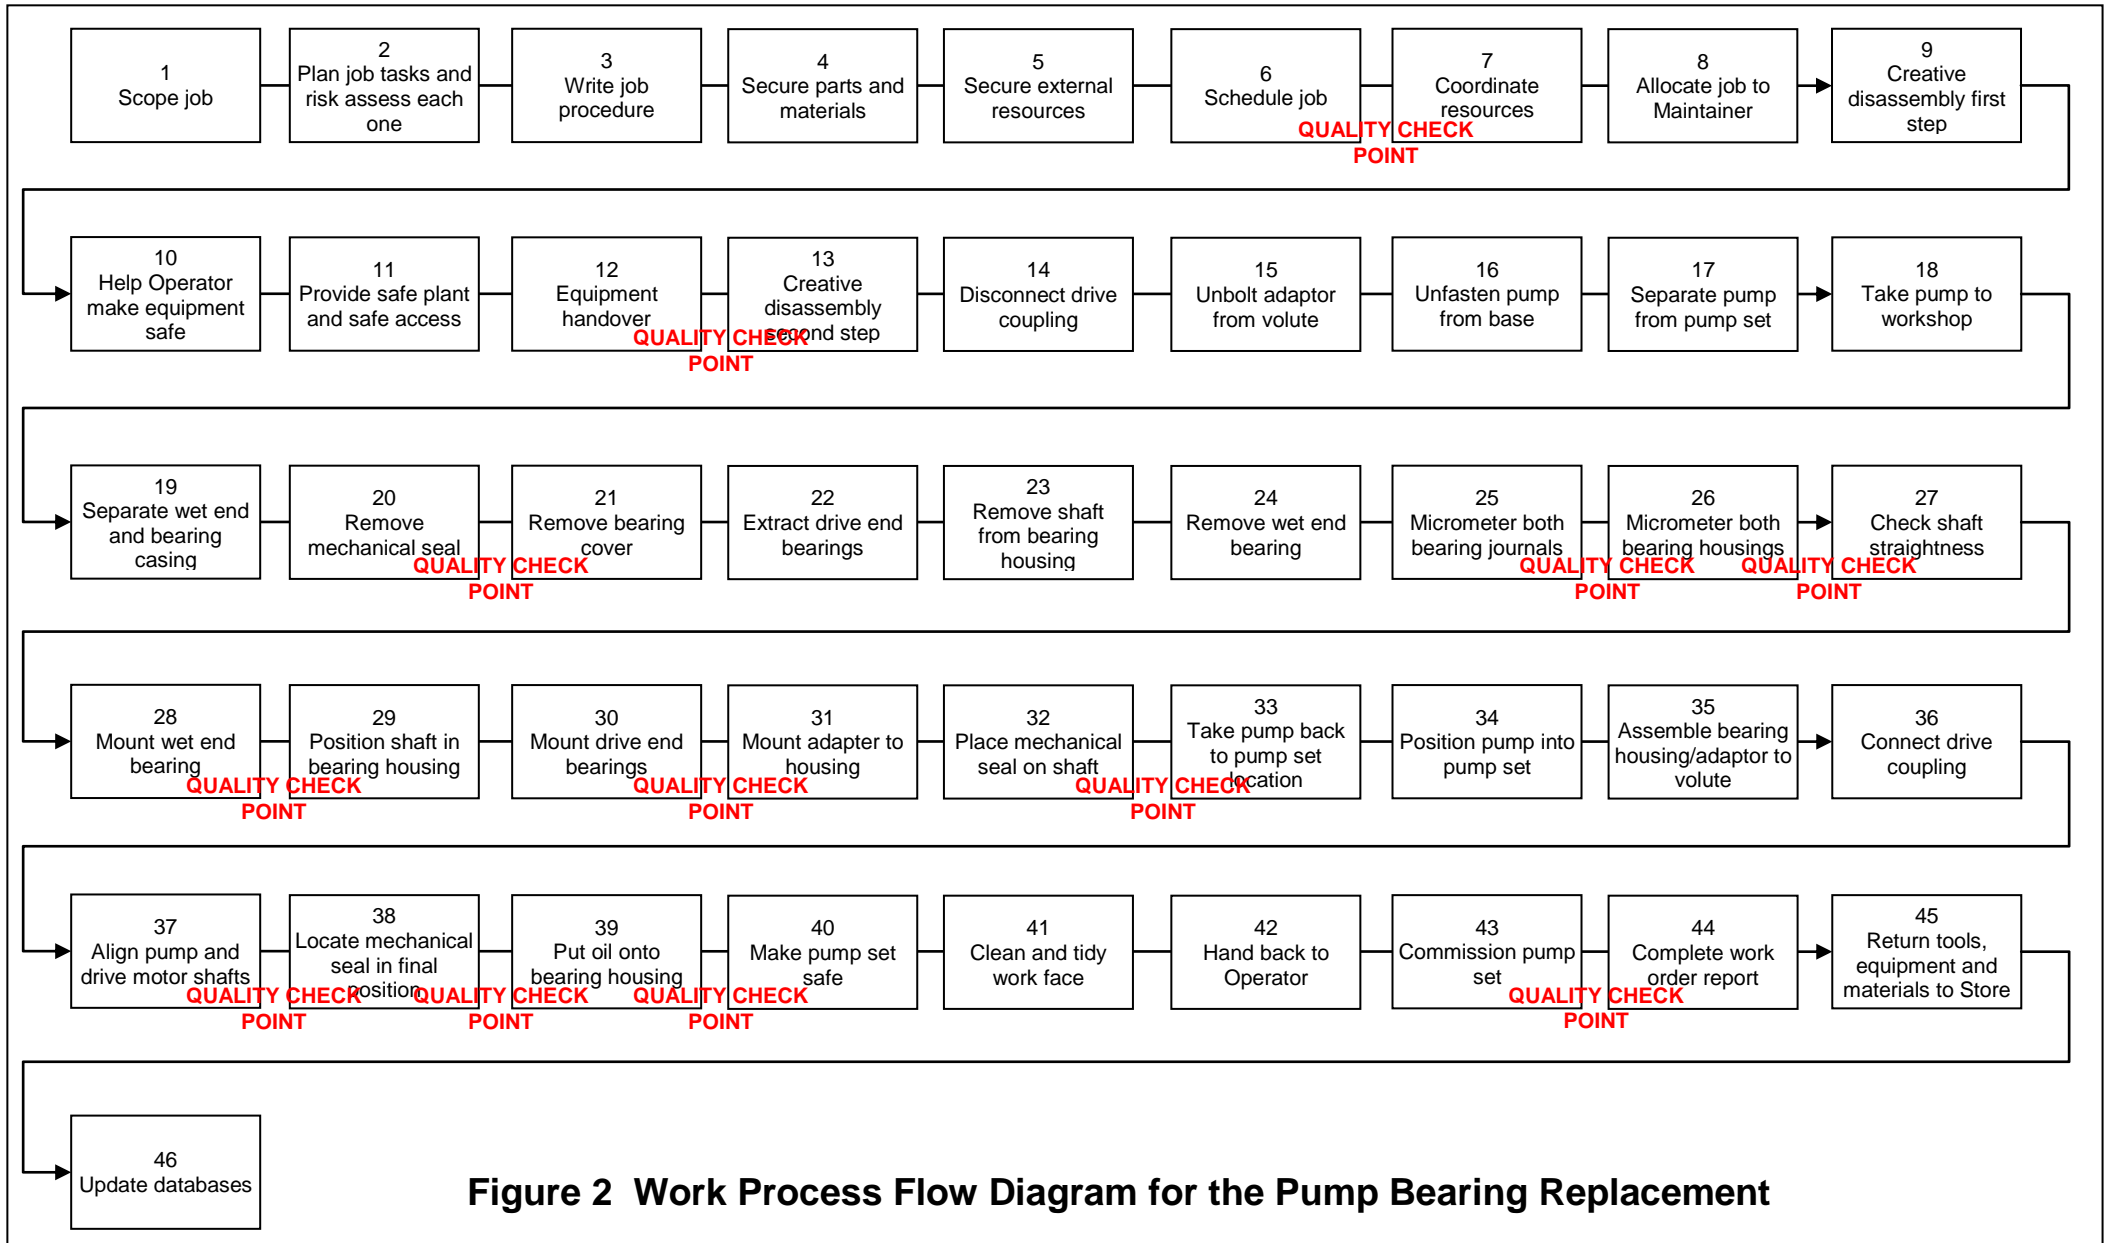 1
Scope job
2
Plan job tasks and
risk assess each
one
3
Write job
procedure
4
Secure parts and
materials
5
Secure external
resources
6
Schedule job
7
Coordinate
resources
QUALITY CHECK
POINT
8
Allocate job to
Maintainer
9
Creative
disassembly first
step
10
Help Operator
make equipment
safe
11
Provide safe plant
and safe access
12
Equipment
handover
QUALITY CHECK
POINT
13
Creative
disassembly
second step
14
Disconnect drive
coupling
15
Unbolt adaptor
from volute
16
Unfasten pump
from base
17
Separate pump
from pump set
18
Take pump to
workshop
19
Separate wet end
and bearing
casing
20
Remove
mechanical seal
QUALITY CHECK
POINT
21
Remove bearing
cover
22
Extract drive end
bearings
23
Remove shaft
from bearing
housing
24
Remove wet end
bearing
25
Micrometer both
bearing journals
QUALITY CHECK
POINT
26
Micrometer both
bearing housings
QUALITY CHECK
POINT
27
Check shaft
straightness
28
Mount wet end
bearing
QUALITY CHECK
POINT
29
Position shaft in
bearing housing
30
Mount drive end
bearings
QUALITY CHECK
POINT
31
Mount adapter to
housing
32
Place mechanical
seal on shaft
QUALITY CHECK
POINT
33
Take pump back
to pump set
location
34
Position pump into
pump set
35
Assemble bearing
housing/adaptor to
volute
36
Connect drive
coupling
37
Align pump and
drive motor shafts
QUALITY CHECK
POINT
38
Locate mechanical
seal in final
position
QUALITY CHECK
POINT
39
Put oil onto
bearing housing
QUALITY CHECK
POINT
40
Make pump set
safe
41
Clean and tidy
work face
42
Hand back to
Operator
43
Commission pump
set
QUALITY CHECK
POINT
44
Complete work
order report
45
Return tools,
equipment and
materials to Store
46
Update databases
Figure 2 Work Process Flow Diagram for the Pump Bearing Replacement